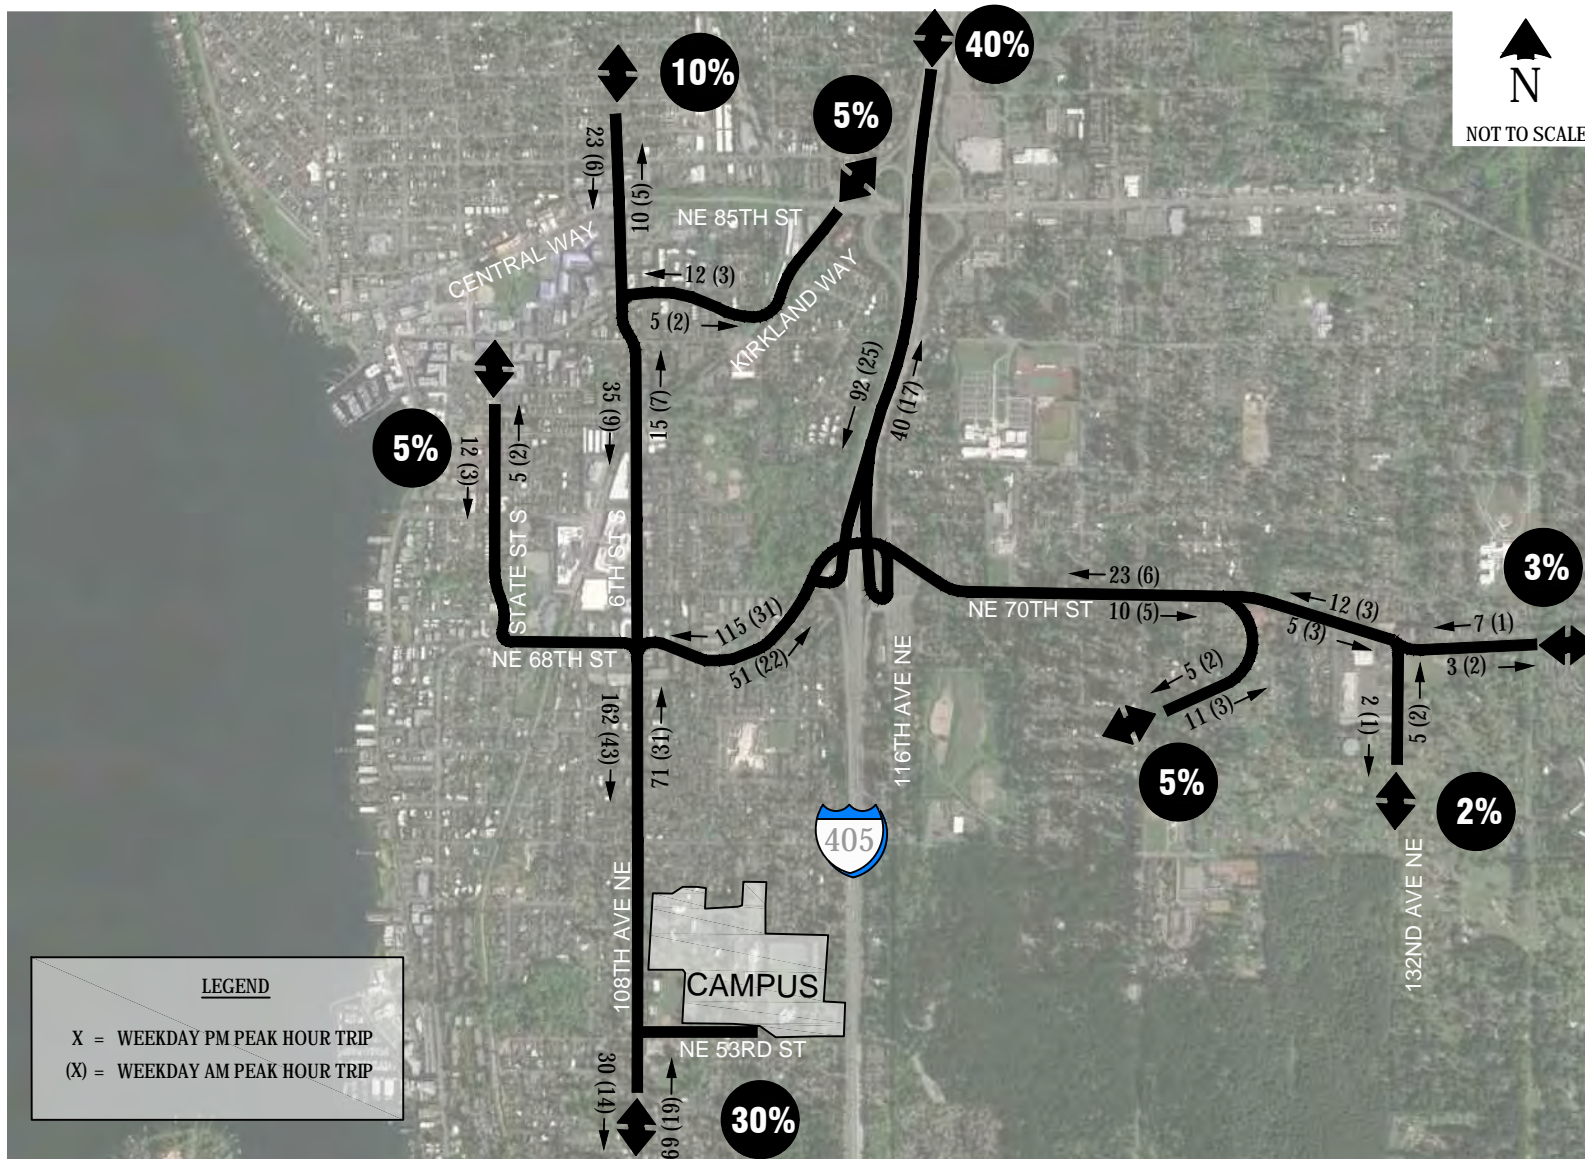 40%
10%
N
NOT TO SCALE
5%
23 (6)
10 (5)
NE 85TH ST
CENTRAL WAY
12 (3)
5 (2)
KIRKLAND WAY
92 (25)
40 (17)
35 (9)
15 (7)
5%
12 (3)
5 (2)
STATE ST S
6TH ST S
3%
23 (6)
NE 70TH ST
10 (5)
12 (3)
5 (3)
7 (1)
3 (2)
115 (31)
51 (22)
NE 68TH ST
5 (2)
11 (3)
162 (43)
71 (31)
116TH AVE NE
2 (1)
5 (2)
5%
2%
405
108TH AVE NE
132ND AVE NE
CAMPUS
NE 53RD ST
30 (14)
69 (19)
30%
LEGEND
X = WEEKDAY PM PEAK HOUR TRIP
(X) = WEEKDAY AM PEAK HOUR TRIP